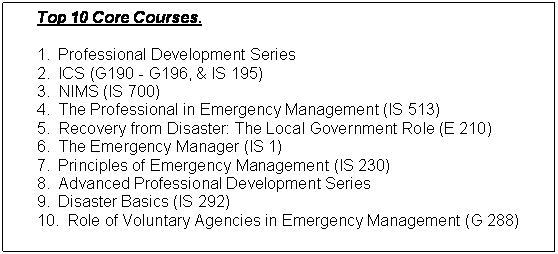 Top 10 Core Courses.
1. Professional Development Series
2. ICS (G190 - G196, & IS 195)
3. NIMS (IS 700)
4. The Professional in Emergency Management (IS 513)
5. Recovery from Disaster: The Local Government Role (E 210)
6. The Emergency Manager (IS 1)
7. Principles of Emergency Management (IS 230)
8. Advanced Professional Development Series
9. Disaster Basics (IS 292)
10. Role of Voluntary Agencies in Emergency Management (G 288)